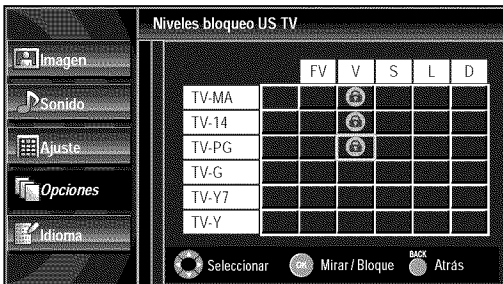 Niveles bloqueo US TV
Imagen
Sonido
Ajuste
Opciones
Idioma
FV V S L D
TV-MA
TV-14
TV-PG
TV-G
TV-Y7
TV-Y
Seleccionar OK Mirar / Bloque BACK Atrás